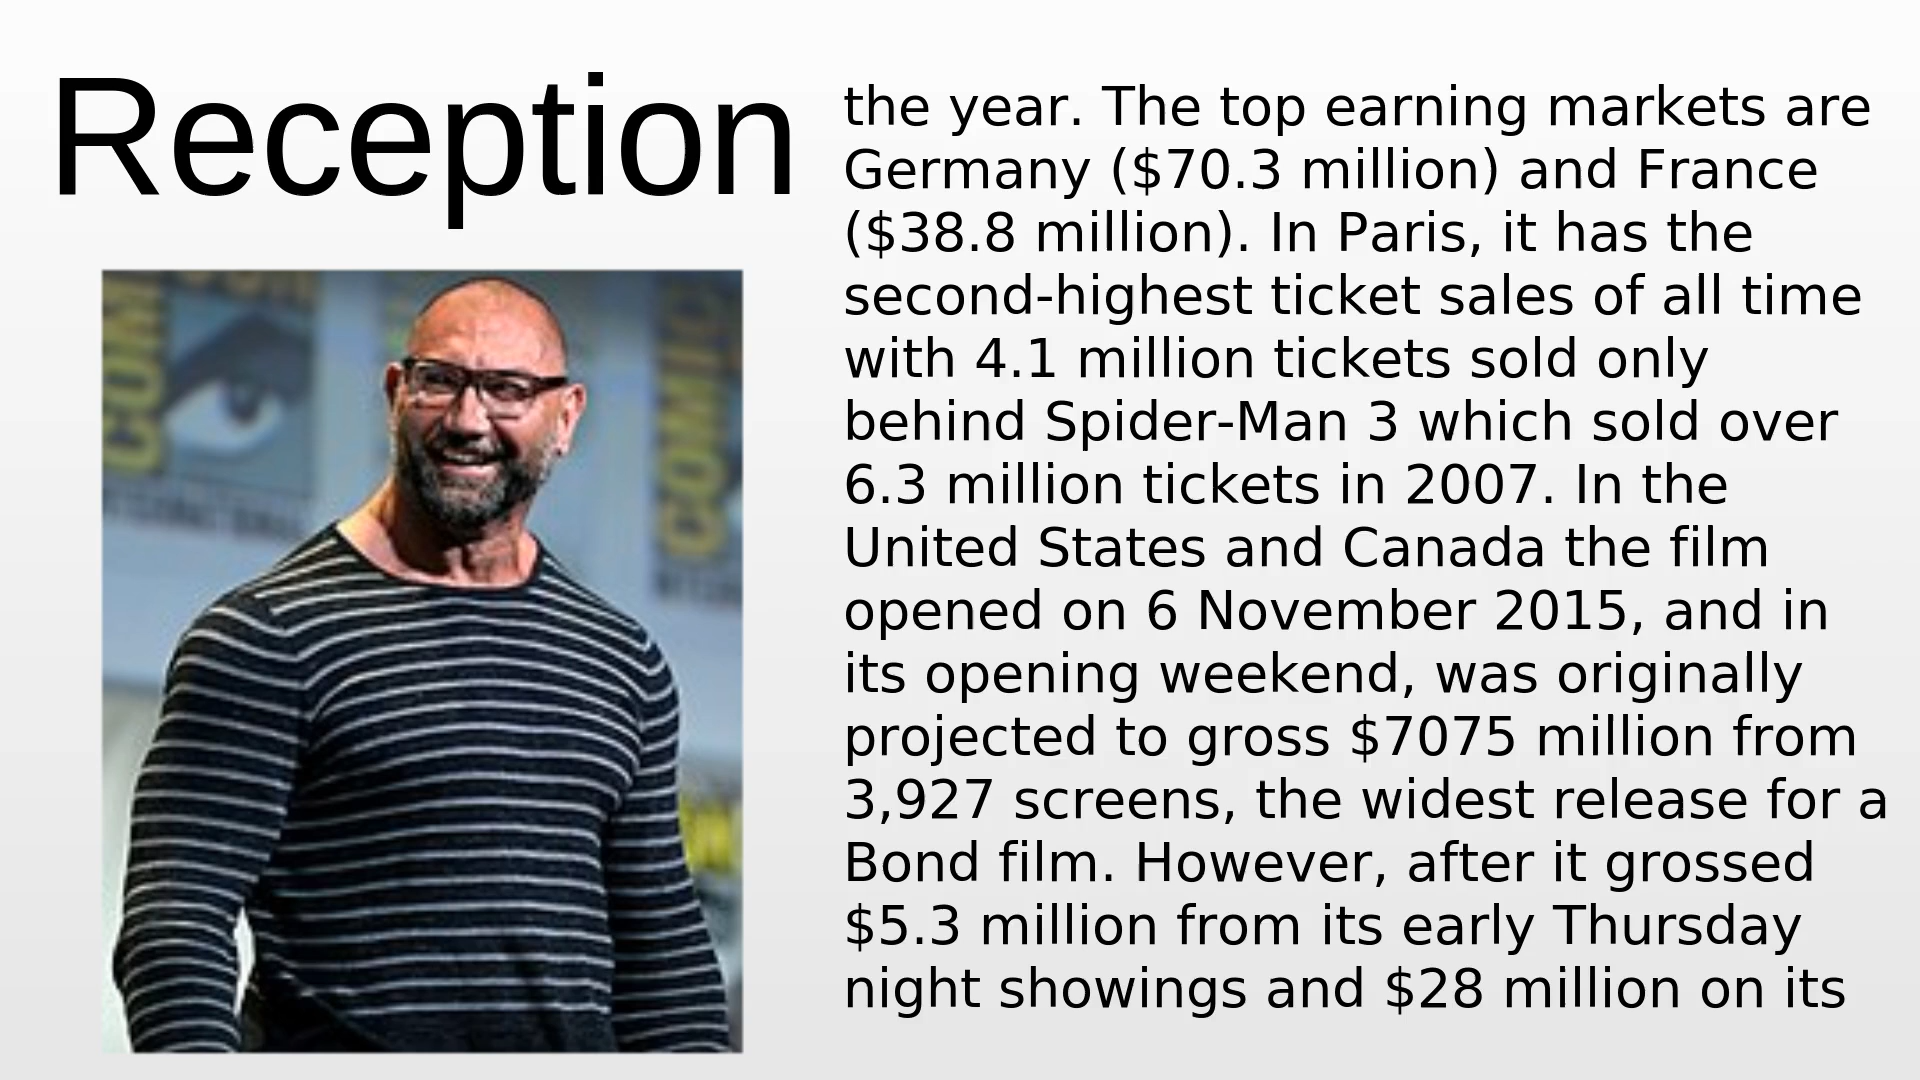 Reception
the year. The top earning markets are
Germany ($70.3 million) and France
($38.8 million). In Paris, it has the
second-highest ticket sales of all time
with 4.1 million tickets sold only
behind Spider-Man 3 which sold over
6.3 million tickets in 2007. In the
United States and Canada the film
opened on 6 November 2015, and in
its opening weekend, was originally
projected to gross $7075 million from
3,927 screens, the widest release for a
Bond film. However, after it grossed
$5.3 million from its early Thursday
night showings and $28 million on its